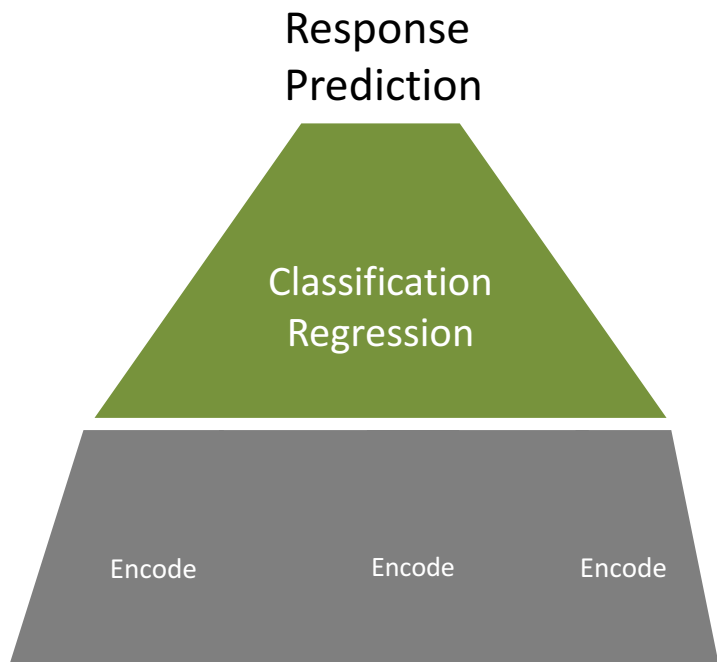 Response
Prediction
Classification
Regression
Encode Encode Encode